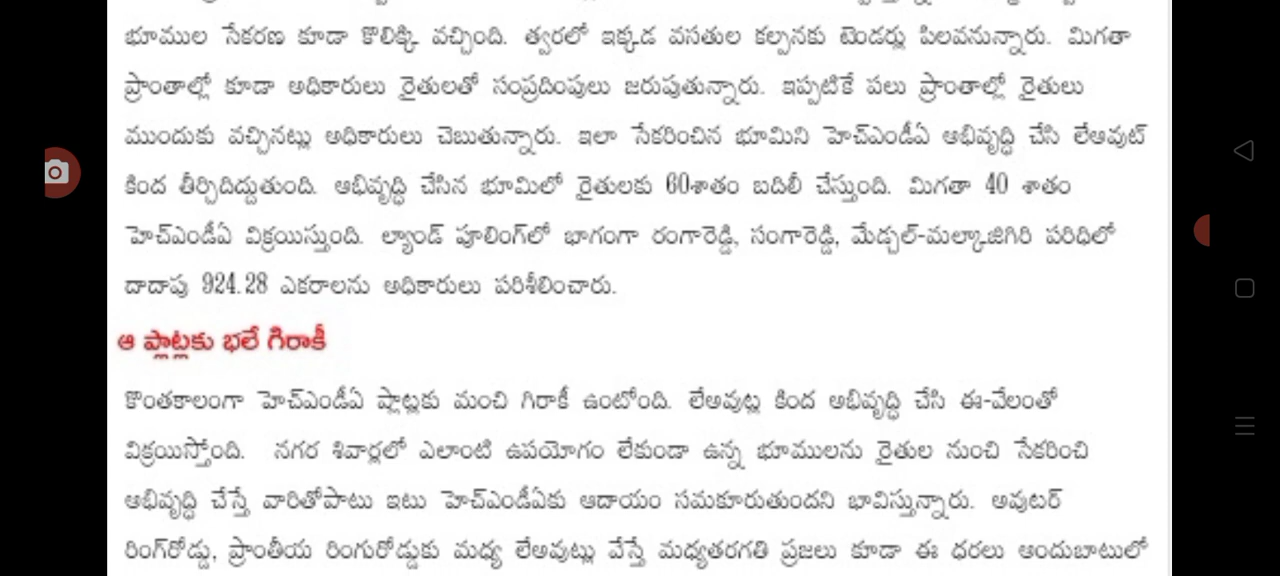 భూముల సేకరణ కూడా కొలిక్కి వచ్చింది. త్వరలో ఇక్కడ వసతుల కల్పనకు టెండర్లు పిలవనున్నారు. మిగతా
ప్రాంతాల్లో కూడా అధికారులు రైతులతో సంప్రదింపులు జరుపుతున్నారు. ఇప్పటికే పలు ప్రాంతాల్లో రైతులు
ముందుకు వచ్చినట్లు అధికారులు చెబుతున్నారు. ఇలా సేకరించిన భూమిని హెచ్ఎండీఏ అభివృద్ధి చేసి లేఅవుట్
కింద తీర్చిదిద్దుతుంది. అభివృద్ధి చేసిన భూమిలో రైతులకు 60శాతం బదిలీ చేస్తుంది. మిగతా 40 శాతం
హెచ్ఎండీఏ విక్రయిస్తుంది. ల్యాండ్ పూలింగ్‌లో భాగంగా రంగారెడ్డి, సంగారెడ్డి, మేడ్చల్-మల్కాజిగిరి పరిధిలో
దాదాపు 924.28 ఎకరాలను అధికారులు పరిశీలించారు.
ఆ ప్లాట్లకు భలే గిరాకీ
కొంతకాలంగా హెచ్ఎండీఏ ప్లాట్లకు మంచి గిరాకీ ఉంటోంది. లేఅవుట్ల కింద అభివృద్ధి చేసి ఈ-వేలంతో
విక్రయిస్తోంది. నగర శివార్లలో ఎలాంటి ఉపయోగం లేకుండా ఉన్న భూములను రైతుల నుంచి సేకరించి
అభివృద్ధి చేస్తే వారితోపాటు ఇటు హెచ్ఎండీఏకు ఆదాయం సమకూరుతుందని భావిస్తున్నారు. అవుటర్
రింగ్‌రోడ్డు, ప్రాంతీయ రింగురోడ్డుకు మధ్య లేఅవుట్లు వేస్తే మధ్యతరగతి ప్రజలు కూడా ఈ ధరలు అందుబాటులో